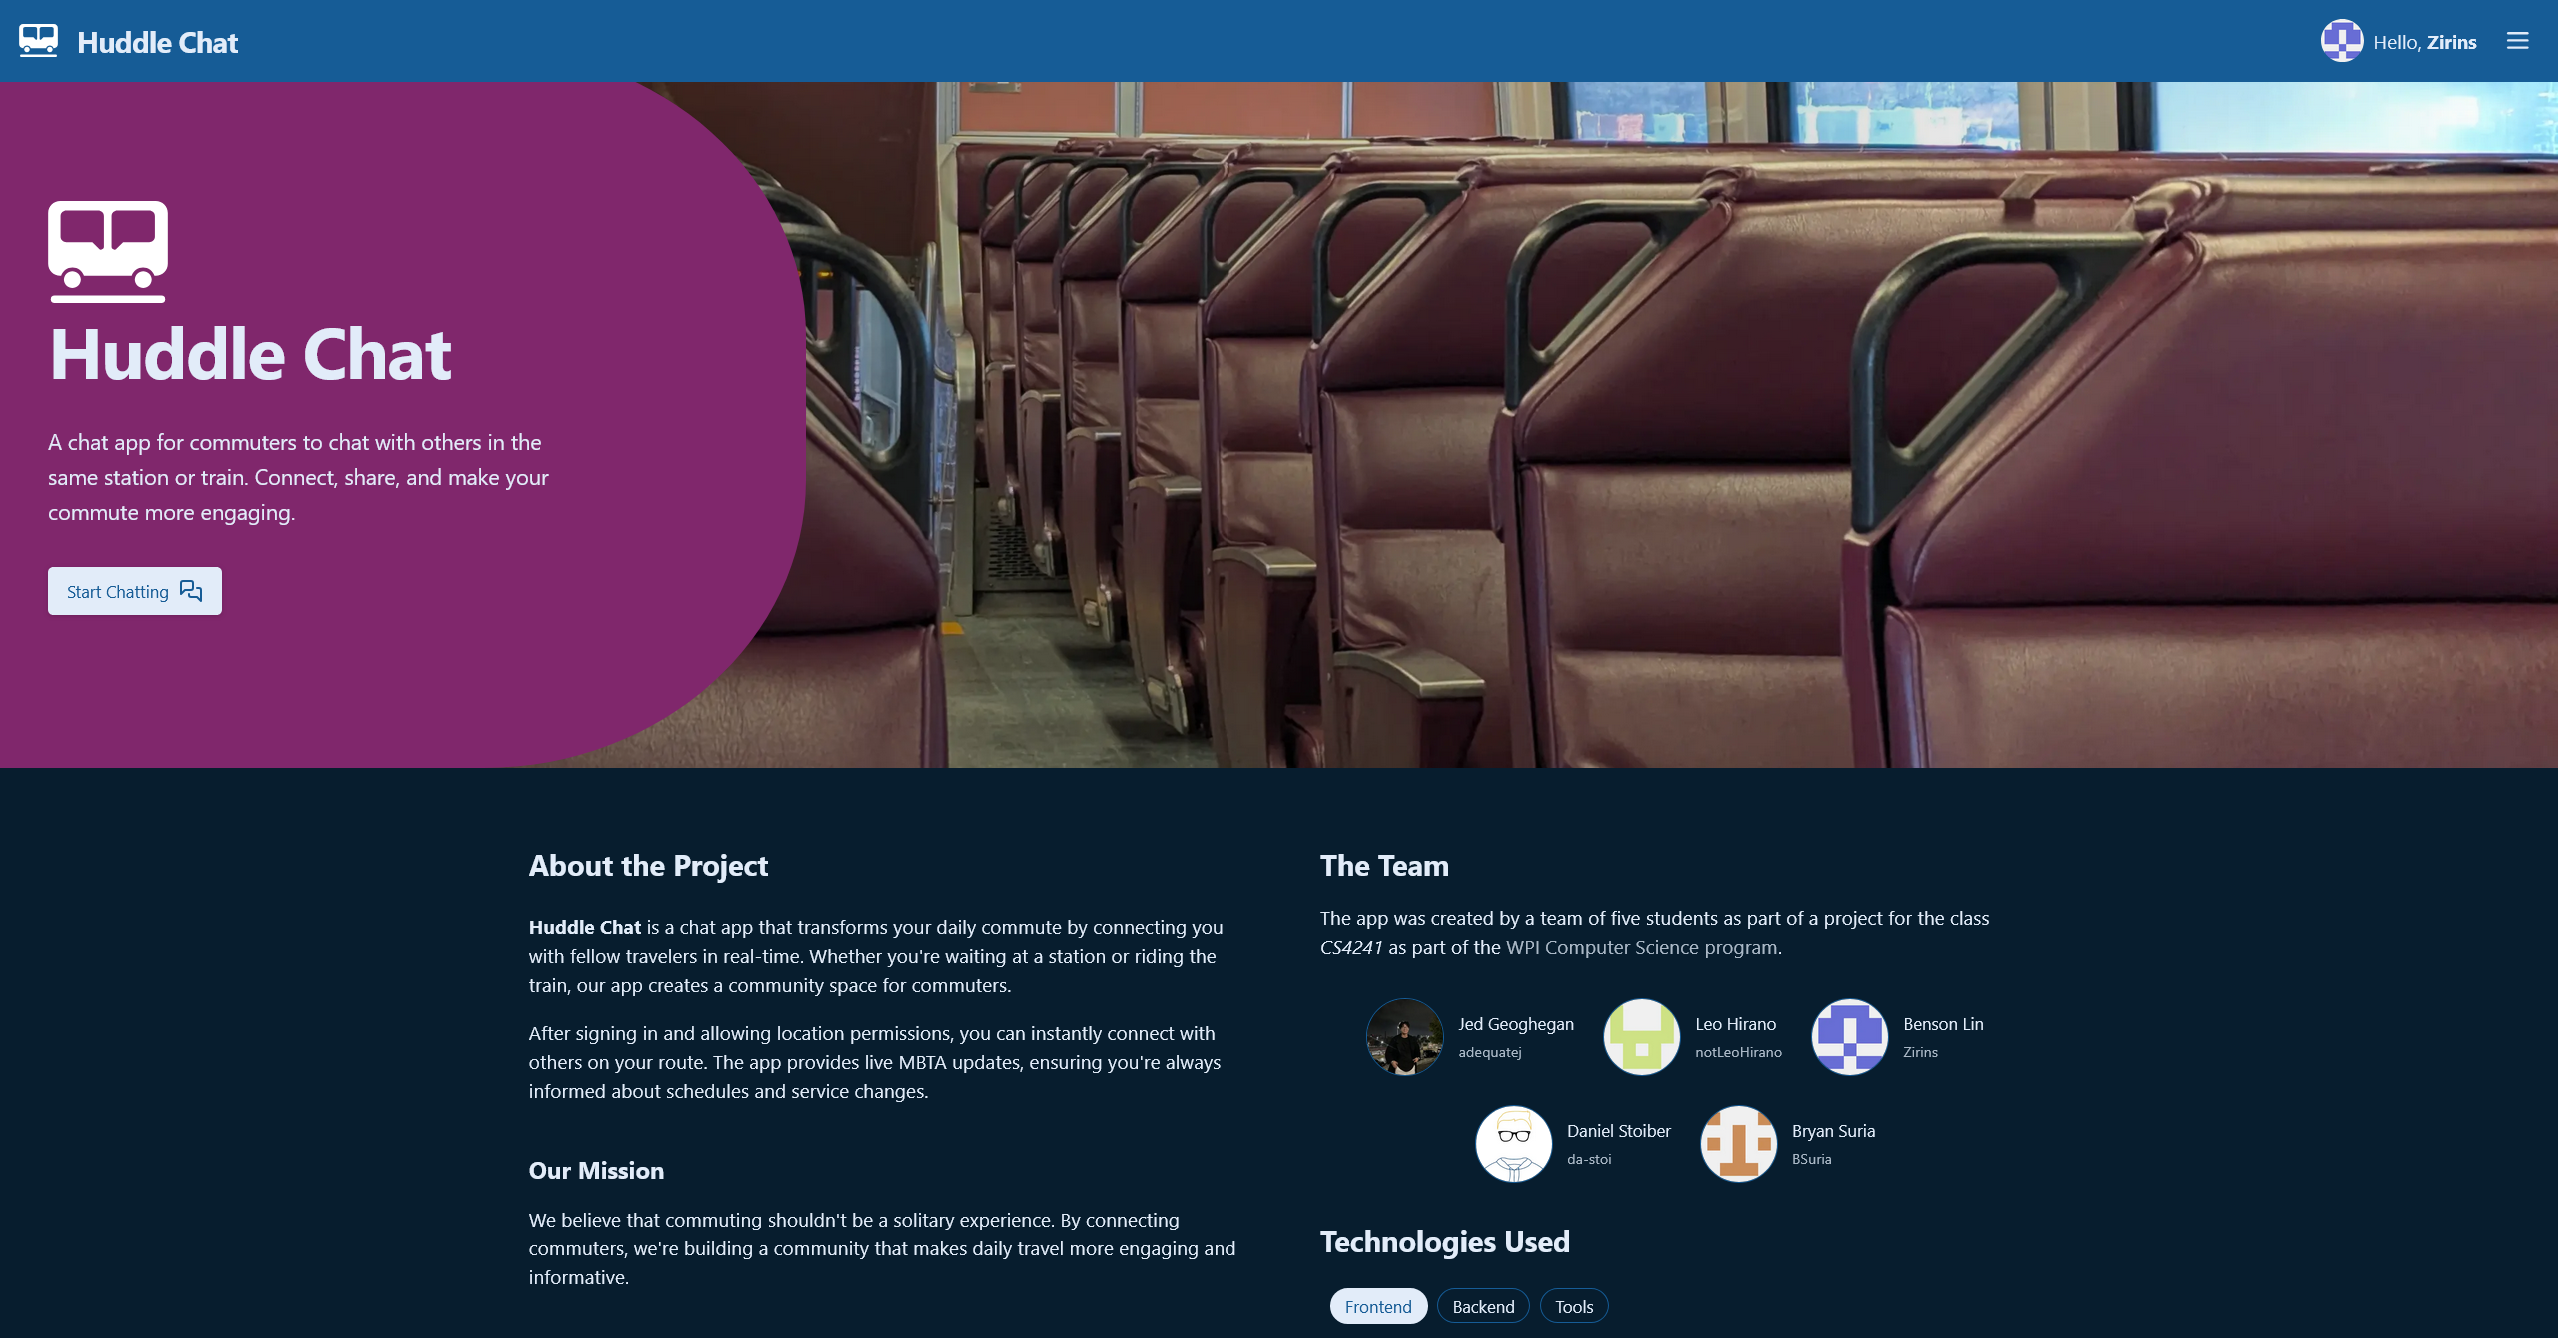 Huddle Chat
Hello, Zirins
Huddle Chat
A chat app for commuters to chat with others in the
same station or train. Connect, share, and make your
commute more engaging.
Start Chatting
About the Project
Huddle Chat is a chat app that transforms your daily commute by connecting you
with fellow travelers in real-time. Whether you're waiting at a station or riding the
train, our app creates a community space for commuters.
After signing in and allowing location permissions, you can instantly connect with
others on your route. The app provides live MBTA updates, ensuring you're always
informed about schedules and service changes.
Our Mission
We believe that commuting shouldn't be a solitary experience. By connecting
commuters, we're building a community that makes daily travel more engaging and
informative.
The Team
The app was created by a team of five students as part of a project for the class
CS4241 as part of the WPI Computer Science program.
Jed Geoghegan
adequatej
Leo Hirano
notLeoHirano
Benson Lin
Zirins
Daniel Stoiber
da-stoi
Bryan Suria
BSuria
Technologies Used
Frontend
Backend
Tools